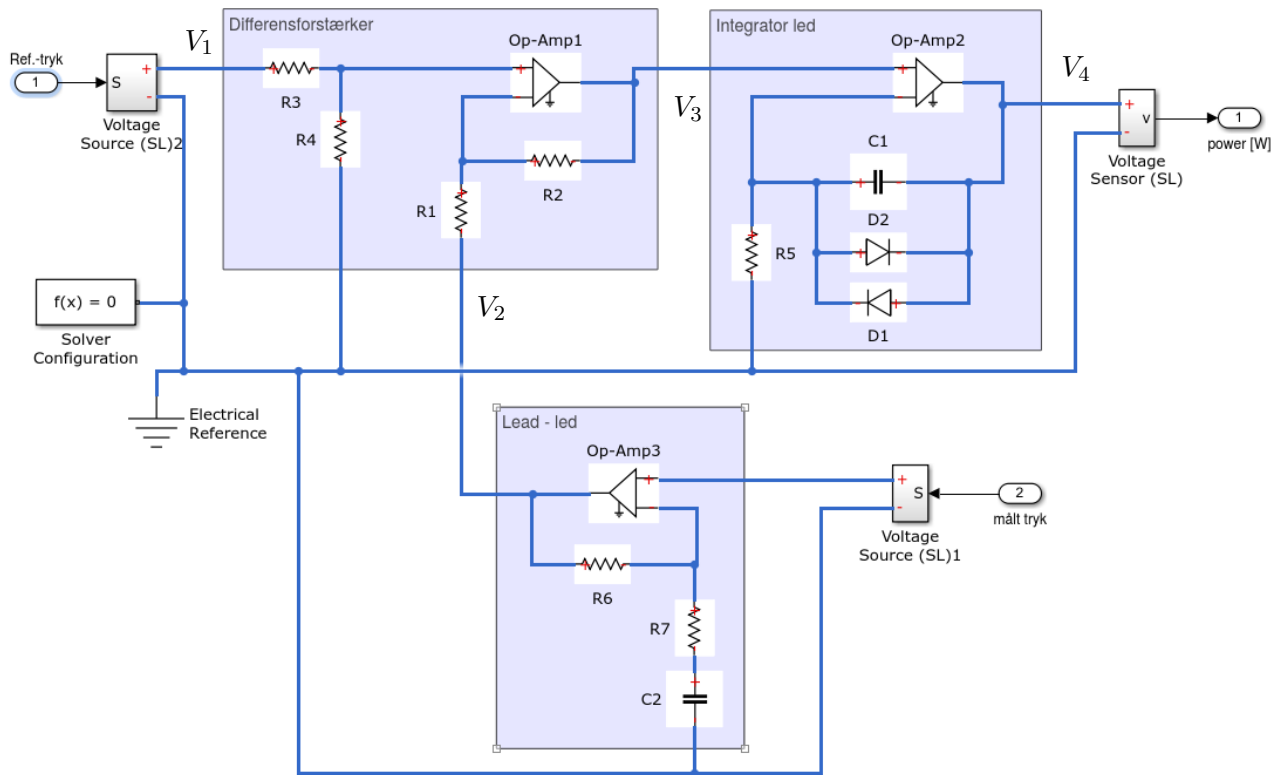 Differensforstærker
Integrator led
V1
Op-Amp1
Op-Amp2
Ref.-tryk
1
S
+
-
Voltage
Source (SL)2
R3
R4
R1
R2
V3
V4
C1
D2
D1
R5
+
-
v
Voltage
Sensor (SL)
1
power [W]
f(x) = 0
Solver
Configuration
V2
Electrical
Reference
Lead - led
Op-Amp3
R6
R7
C2
+
-
S
Voltage
Source (SL)1
2
målt tryk